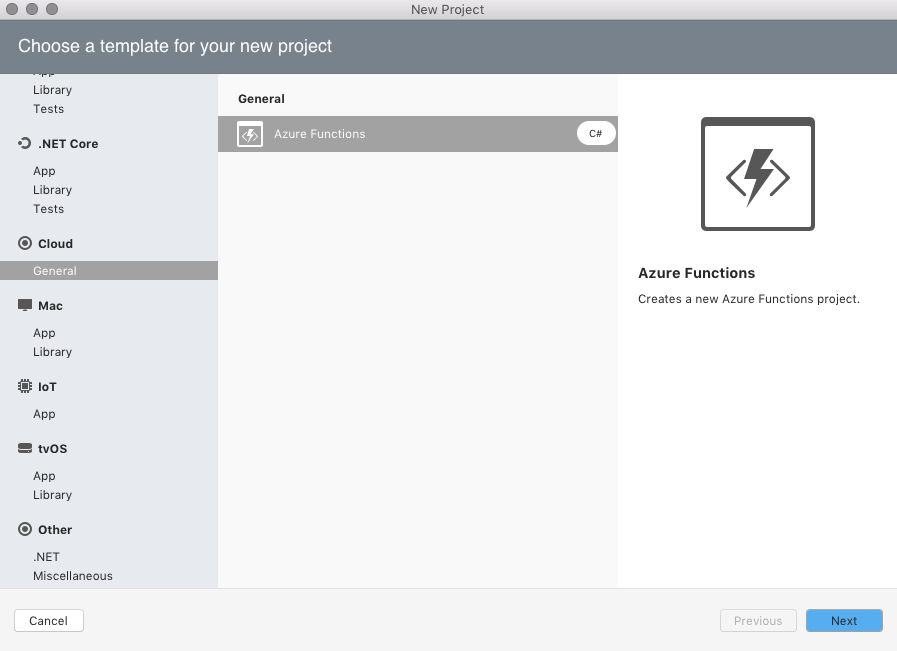 New Project
Choose a template for your new project
Library
Tests
.NET Core
App
Library
Tests
Cloud
General
Mac
App
Library
IoT
App
tvOS
App
Library
Other
.NET
Miscellaneous
General
Azure Functions
C#
Azure Functions
Creates a new Azure Functions project.
Cancel
Previous
Next